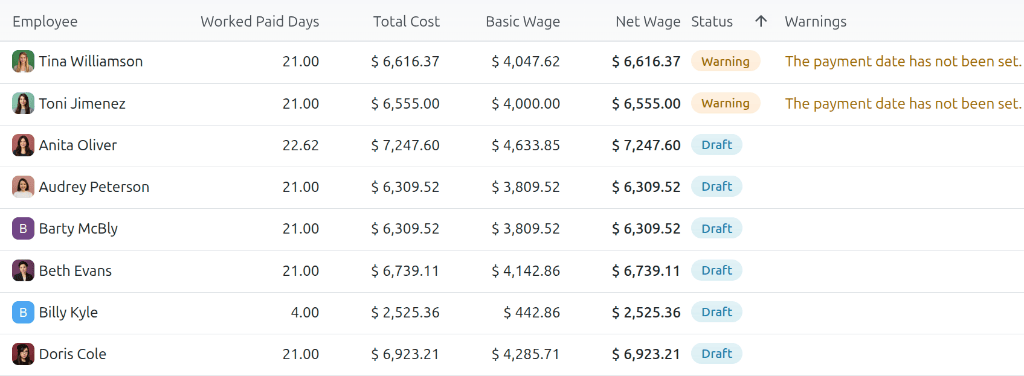 Employee Worked Paid Days Total Cost Basic Wage Net Wage Status Warnings
Tina Williamson 21.00 $ 6,616.37 $ 4,047.62 $ 6,616.37 Warning The payment date has not been set.
Toni Jimenez 21.00 $ 6,555.00 $ 4,000.00 $ 6,555.00 Warning The payment date has not been set.
Anita Oliver 22.62 $ 7,247.60 $ 4,633.85 $ 7,247.60 Draft
Audrey Peterson 21.00 $ 6,309.52 $ 3,809.52 $ 6,309.52 Draft
B Barty McBly 21.00 $ 6,309.52 $ 3,809.52 $ 6,309.52 Draft
Beth Evans 21.00 $ 6,739.11 $ 4,142.86 $ 6,739.11 Draft
B Billy Kyle 4.00 $ 2,525.36 $ 442.86 $ 2,525.36 Draft
Doris Cole 21.00 $ 6,923.21 $ 4,285.71 $ 6,923.21 Draft